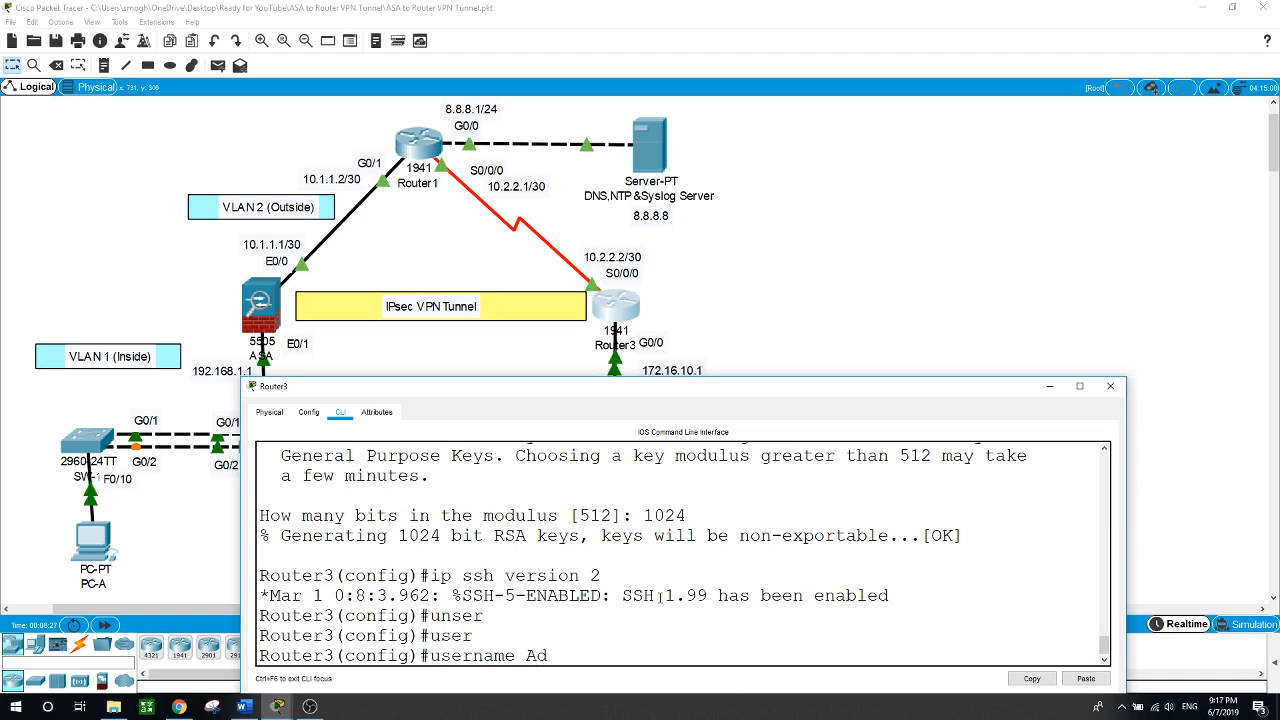 Cisco Packet Tracer - C:\Users\smogh\OneDrive\Desktop\Ready for YouTube\ASA to Router VPN Tunnel\ASA to Router VPN Tunnel.pkt
File Edit Options View Tools Extensions Help
Logical Physical x: 731, y: 306 [Root] 04:15:00
8.8.8.1/24
G0/0
G0/1
1941
Router1
S0/0/0
10.1.1.2/30
10.2.2.1/30
Server-PT
DNS,NTP &Syslog Server
8.8.8.8
VLAN 2 (Outside)
10.1.1.1/30
E0/0
10.2.2.2/30
S0/0/0
IPsec VPN Tunnel
5505
ASA
E0/1
1941
Router3
G0/0
VLAN 1 (Inside)
192.168.1.1
172.16.10.1
G0/1
G0/1
2960-24TT
SW-1
G0/2
G0/2
F0/10
PC-PT
PC-A
Router3
Physical Config CLI Attributes
IOS Command Line Interface
General Purpose Keys. Choosing a key modulus greater than 512 may take
a few minutes.
How many bits in the modulus [512]: 1024
% Generating 1024 bit RSA keys, keys will be non-exportable...[OK]
Router3(config)#ip ssh version 2
*Mar 1 0:8:3.962: %SSH-5-ENABLED: SSH 1.99 has been enabled
Router3(config)#unser
Router3(config)#user
Router3(config)#username Ad
Ctrl+F6 to exit CLI focus
Copy Paste
Time: 00:08:27
Realtime Simulation
4321 1941 2901
ENG
9:17 PM
6/7/2019